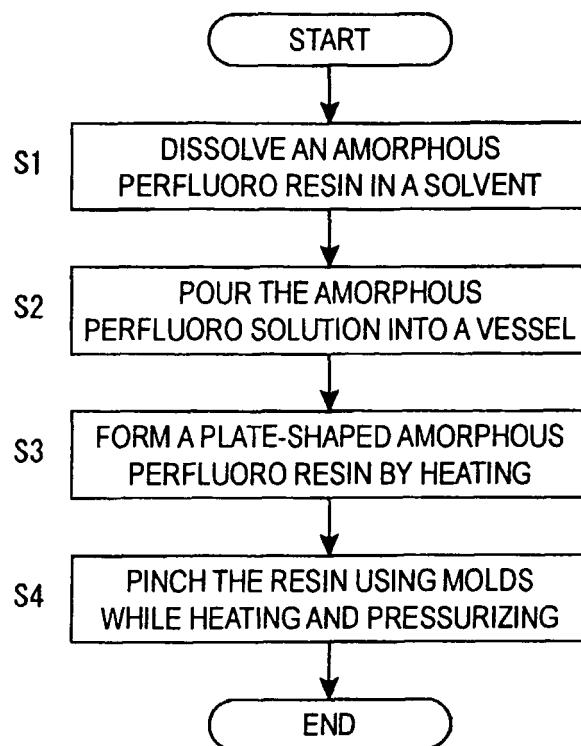 START
S1
DISSOLVE AN AMORPHOUS
PERFLUORO RESIN IN A SOLVENT
S2
POUR THE AMORPHOUS
PERFLUORO SOLUTION INTO A VESSEL
S3
FORM A PLATE-SHAPED AMORPHOUS
PERFLUORO RESIN BY HEATING
S4
PINCH THE RESIN USING MOLDS
WHILE HEATING AND PRESSURIZING
END